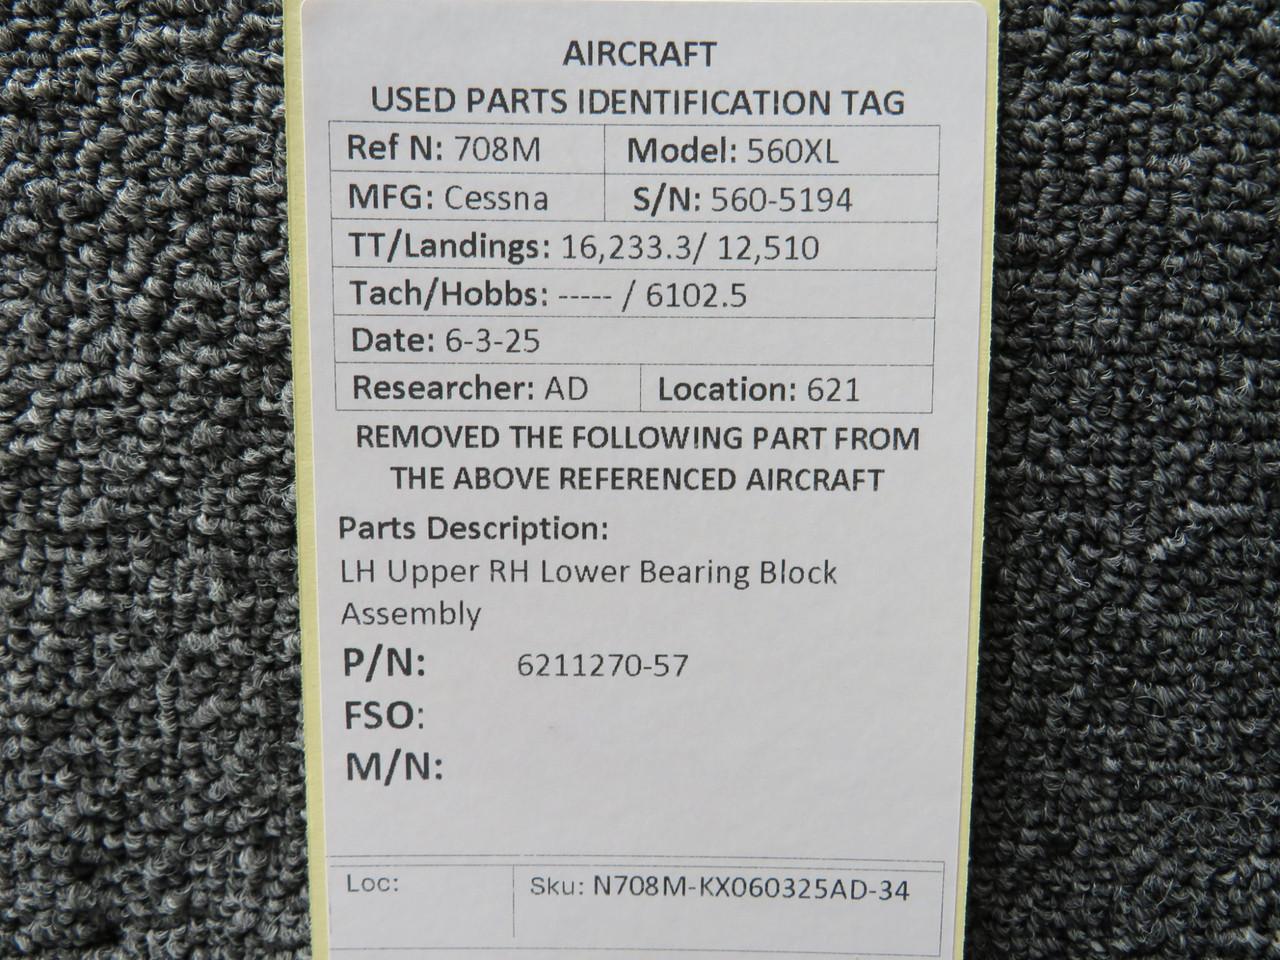 AIRCRAFT
USED PARTS IDENTIFICATION TAG
Ref N: 708M Model: 560XL
MFG: Cessna S/N: 560-5194
TT/Landings: 16,233.3/ 12,510
Tach/Hobbs: ----- / 6102.5
Date: 6-3-25
Researcher: AD Location: 621
REMOVED THE FOLLOWING PART FROM
THE ABOVE REFERENCED AIRCRAFT
Parts Description:
LH Upper RH Lower Bearing Block
Assembly
P/N: 6211270-57
FSO:
M/N:
Loc: Sku: N708M-KX060325AD-34